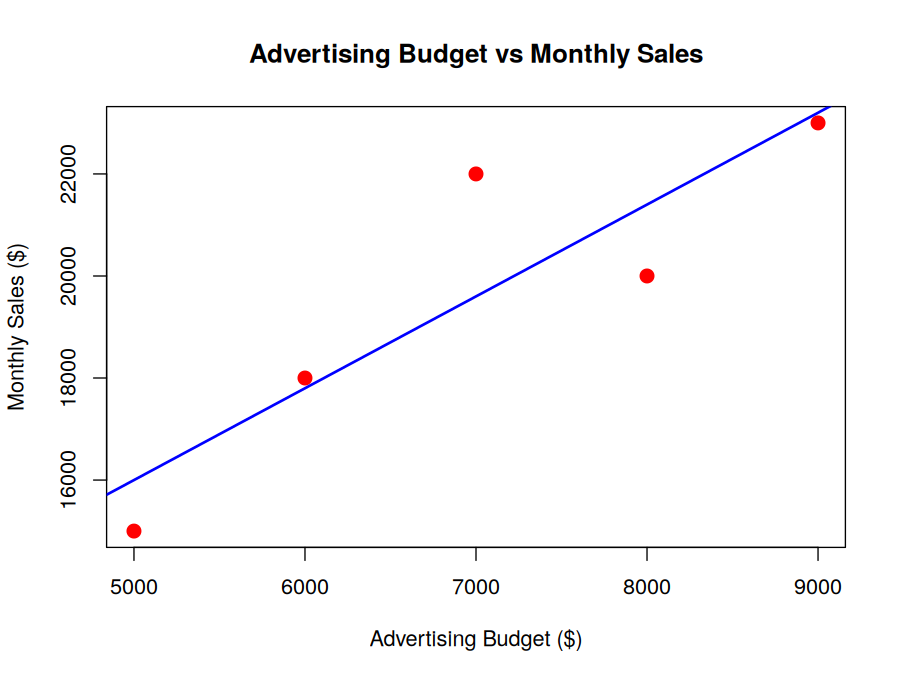 Advertising Budget vs Monthly Sales
Monthly Sales ($)
22000
20000
18000
16000
5000 6000 7000 8000 9000
Advertising Budget ($)